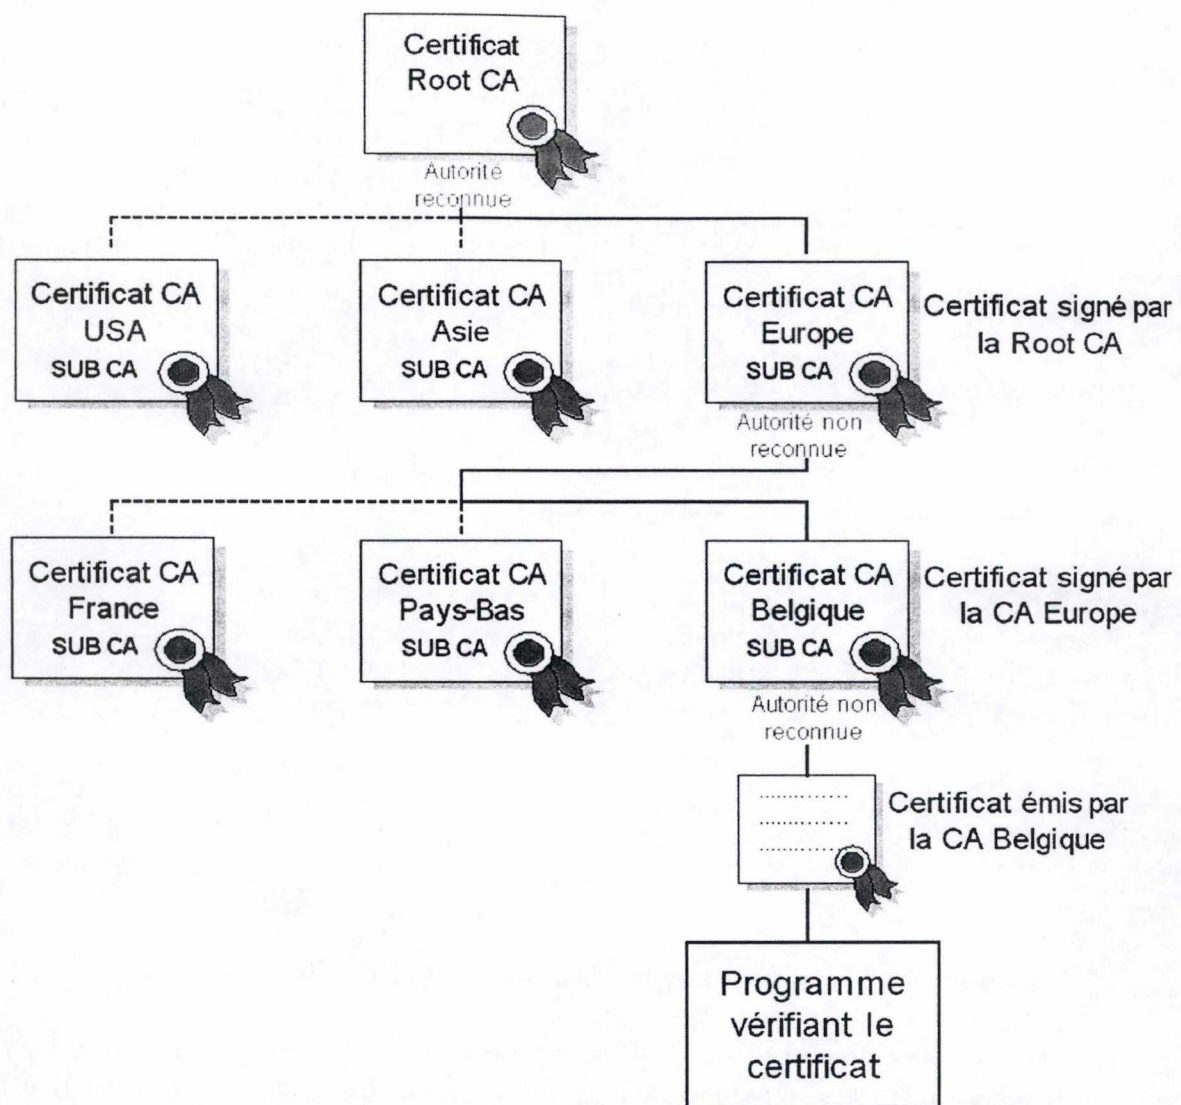 Certificat
Root CA
Autorité
reconnue
Certificat CA
USA
SUB CA
Certificat CA
Asie
SUB CA
Certificat CA
Europe
SUB CA
Certificat signé par
la Root CA
Autorité non
reconnue
Certificat CA
France
SUB CA
Certificat CA
Pays-Bas
SUB CA
Certificat CA
Belgique
SUB CA
Certificat signé par
la CA Europe
Autorité non
reconnue
Certificat émis par
la CA Belgique
Programme
vérifiant le
certificat